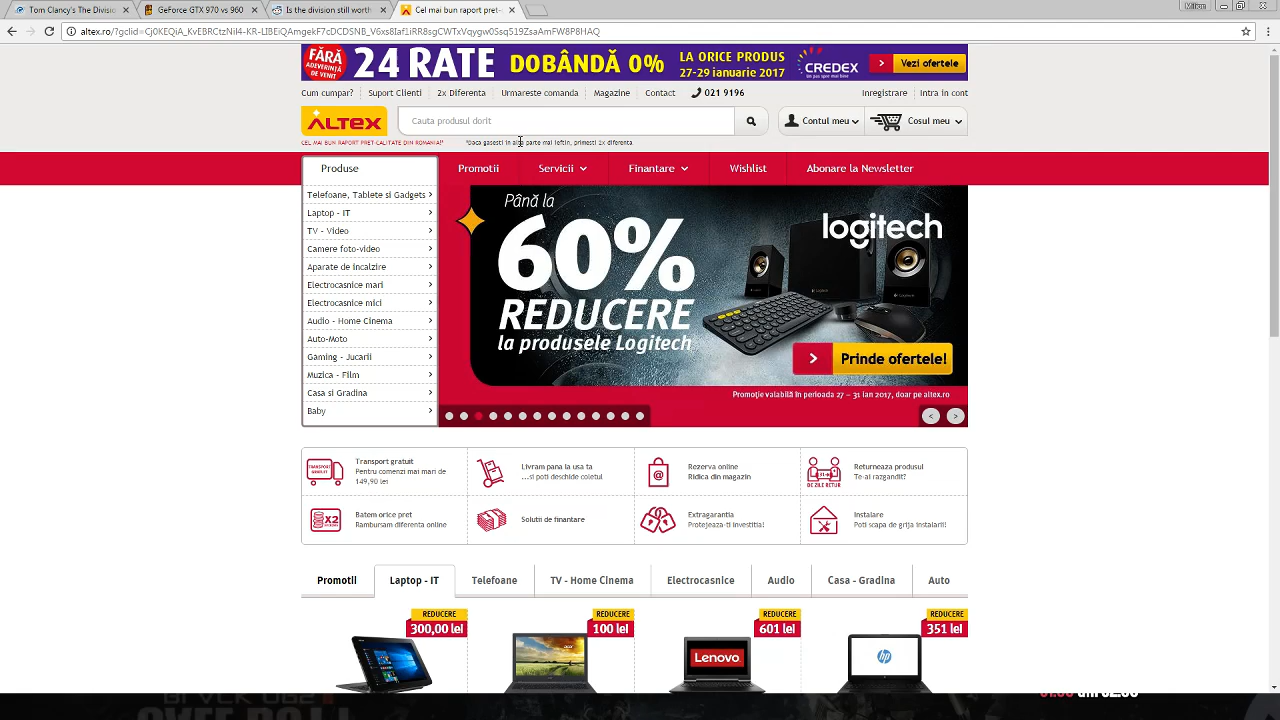 Tom Clancy's The Divisio
GeForce GTX 970 vs 960
Is the division still worth
Cel mai bun raport pret-
altex.ro/?gclid=
FĂRĂ
ADEVERINȚĂ
DE VENIT
24 RATE DOBÂNDĂ 0%
LA ORICE PRODUS
27-29 ianuarie 2017
CREDEX
Vezi ofertele
Cum cumpar?
Suport Clienti
2x Diferenta
Urmareste comanda
Magazine
Contact
021 9196
Inregistrare
Intra in cont
ALTEX
Cauta produsul dorit
Contul meu
Cosul meu
CEL MAI BUN RAPORT PRET-CALITATE DIN ROMANIA!*
*Daca gasesti in alta parte mai ieftin, primesti 2x diferenta
Produse
Promotii
Servicii
Finantare
Wishlist
Abonare la Newsletter
Telefoane, Tablete si Gadgets
Laptop - IT
TV - Video
Camere foto-video
Aparate de incalzire
Electrocasnice mari
Electrocasnice mici
Audio - Home Cinema
Auto-Moto
Gaming - Jucarii
Muzica - Film
Casa si Gradina
Baby
Până la
60%
REDUCERE
la produsele Logitech
logitech
Prinde ofertele!
Promoție valabilă în perioada 27 – 31 ian 2017, doar pe altex.ro
Transport gratuit
Pentru comenzi mai mari de
149,90 lei
Livram pana la usa ta
...si poti deschide coletul
Rezerva online
Ridica din magazin
Returneaza produsul
Te-ai razgandit?
Batem orice pret
Rambursam diferenta online
Solutii de finantare
Extragarantia
Protejeaza-ti investitia!
Instalare
Poti scapa de grija instalarii!
Promotii
Laptop - IT
Telefoane
TV - Home Cinema
Electrocasnice
Audio
Casa - Gradina
Auto
REDUCERE
300,00 lei
REDUCERE
100 lei
REDUCERE
601 lei
REDUCERE
351 lei
acer
Lenovo
hp